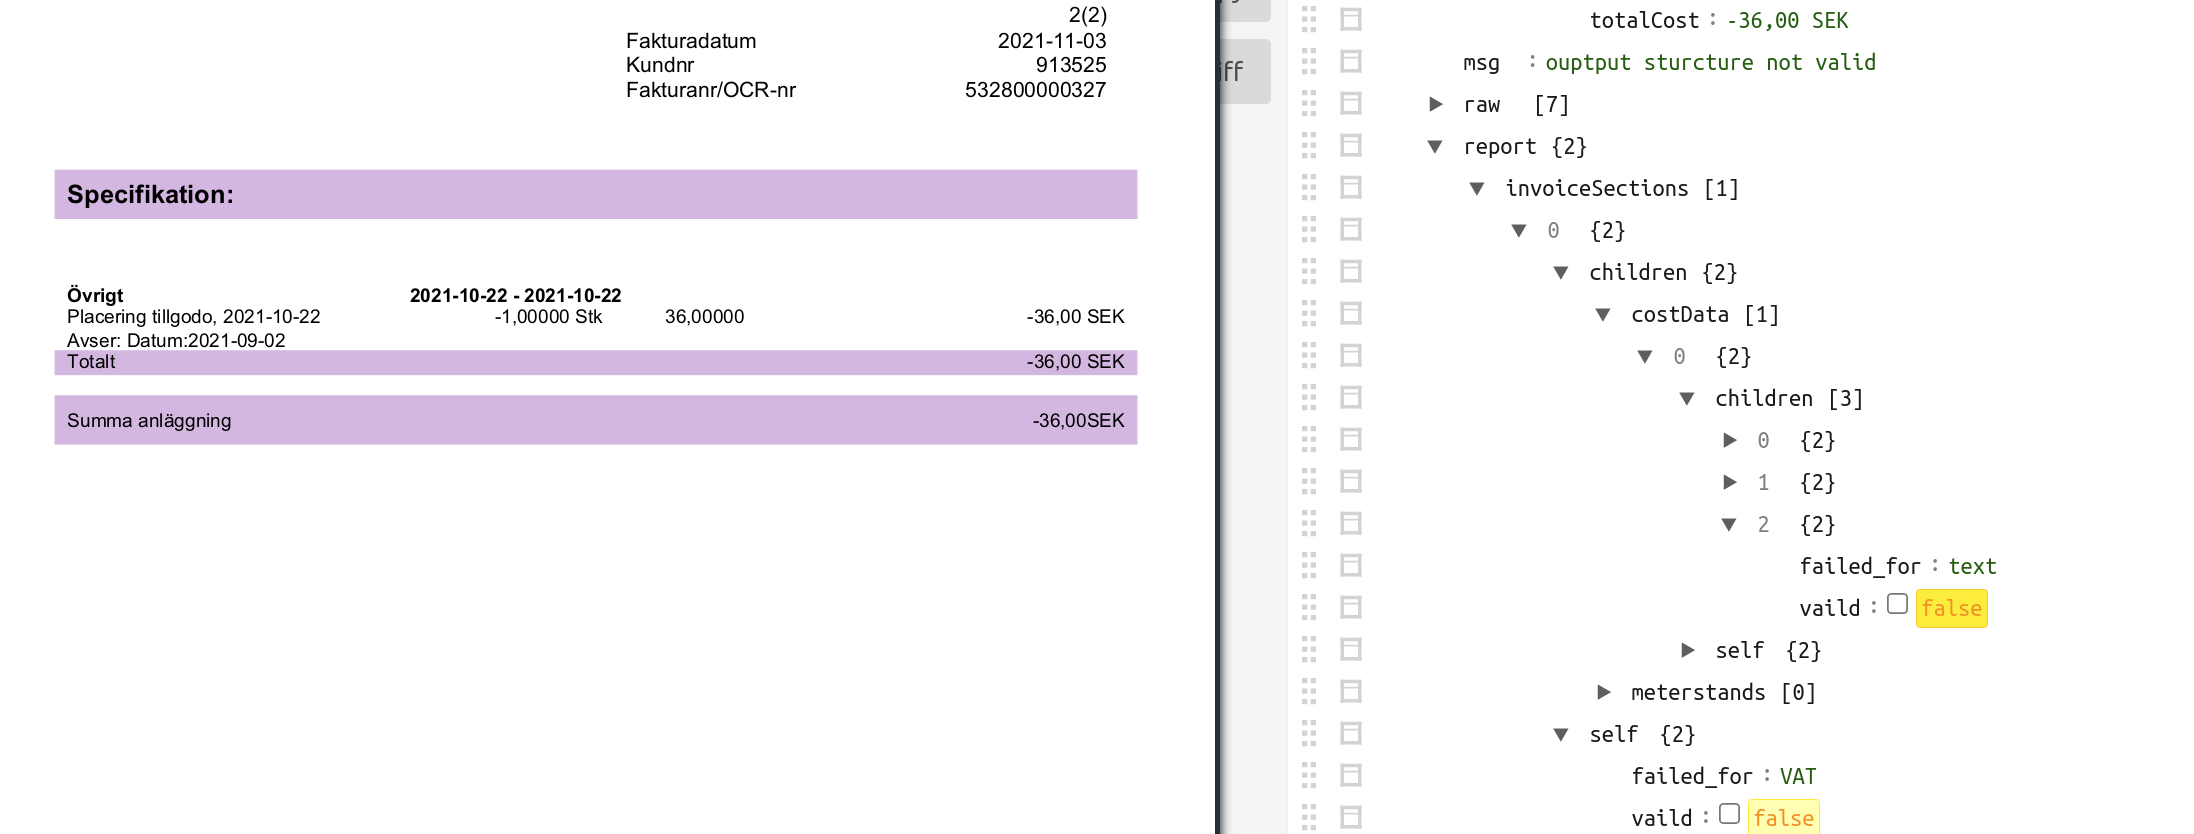 2(2)
Fakturadatum 2021-11-03
Kundnr 913525
Fakturanr/OCR-nr 532800000327
Specifikation:
Övrigt 2021-10-22 - 2021-10-22
Placering tillgodo, 2021-10-22 -1,00000 Stk 36,00000 -36,00 SEK
Avser: Datum:2021-09-02
Totalt -36,00 SEK
Summa anläggning -36,00SEK
iff
totalCost : -36,00 SEK
msg : ouptput sturcture not valid
raw [7]
report {2}
invoiceSections [1]
0 {2}
children {2}
costData [1]
0 {2}
children [3]
0 {2}
1 {2}
2 {2}
failed_for : text
vaild : false
self {2}
meterstands [0]
self {2}
failed_for : VAT
vaild : false